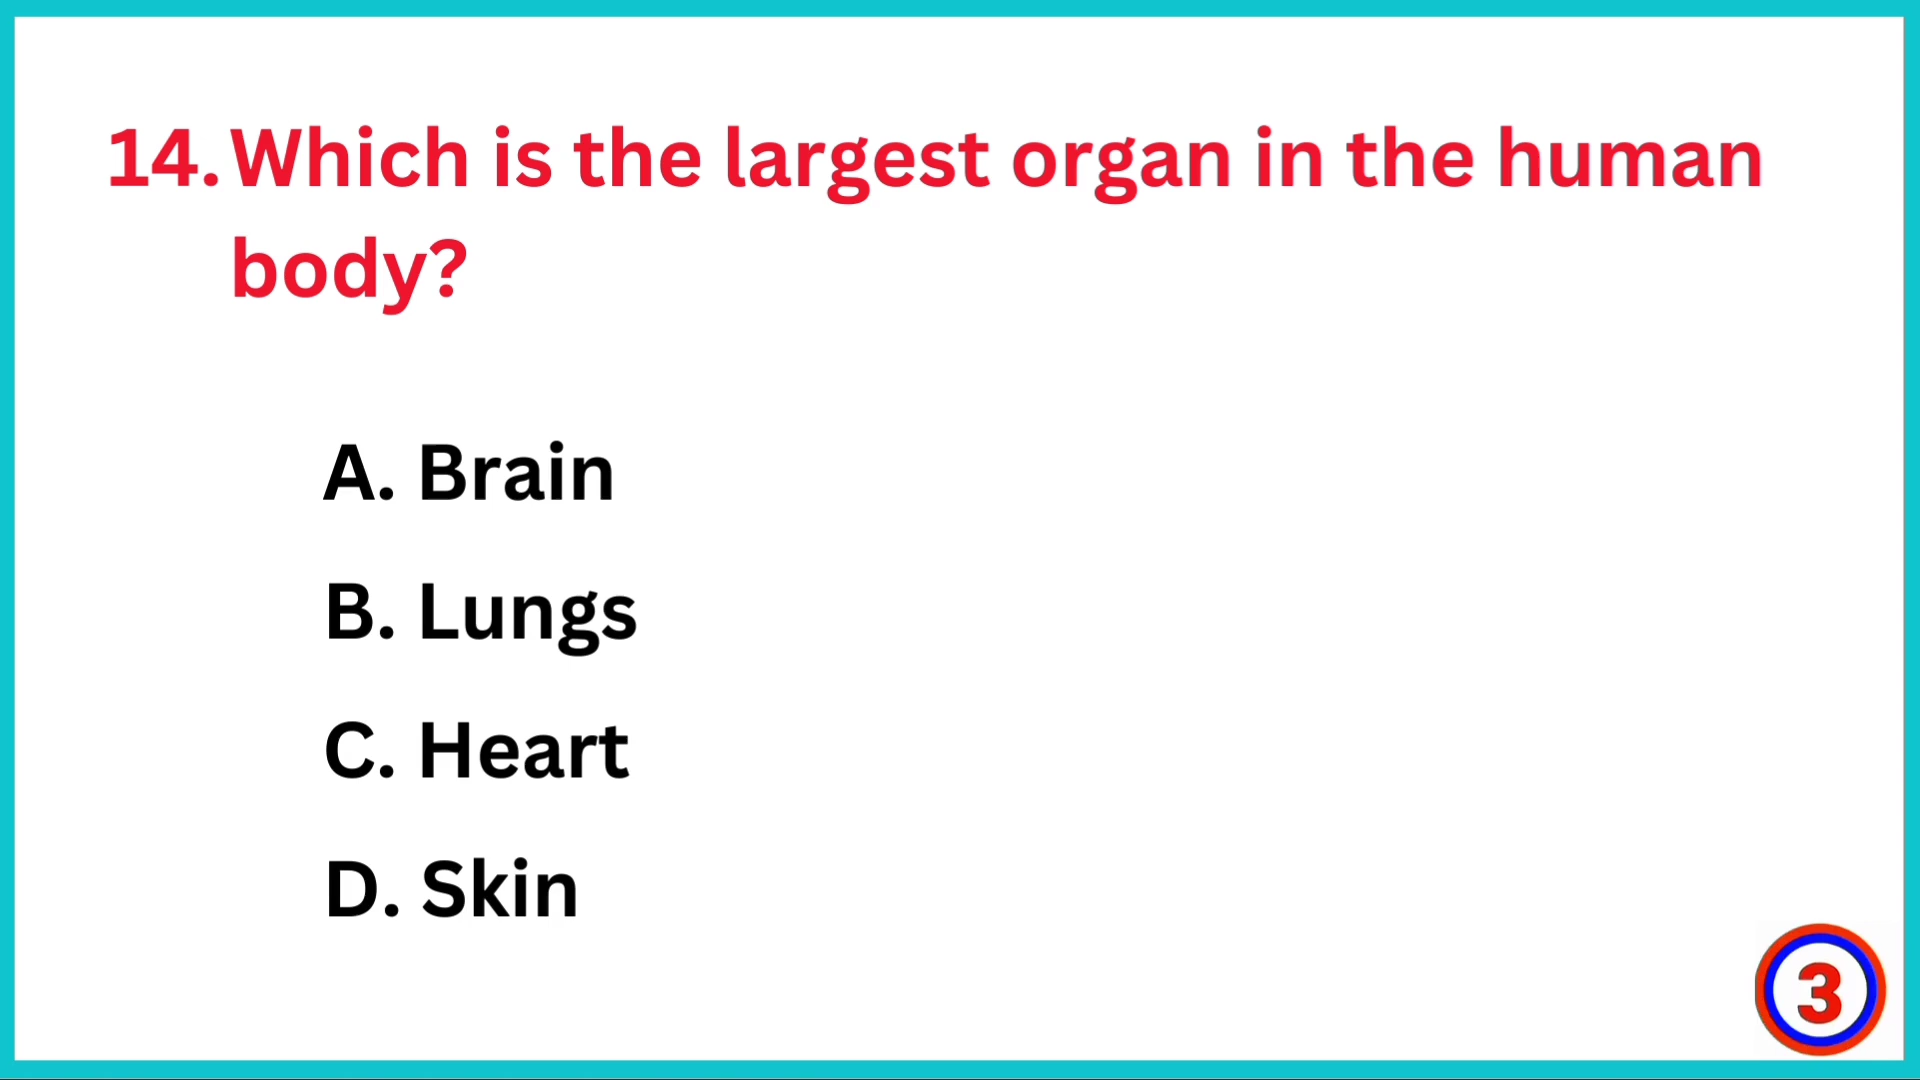 14. Which is the largest organ in the human
body?
A. Brain
B. Lungs
C. Heart
D. Skin
3